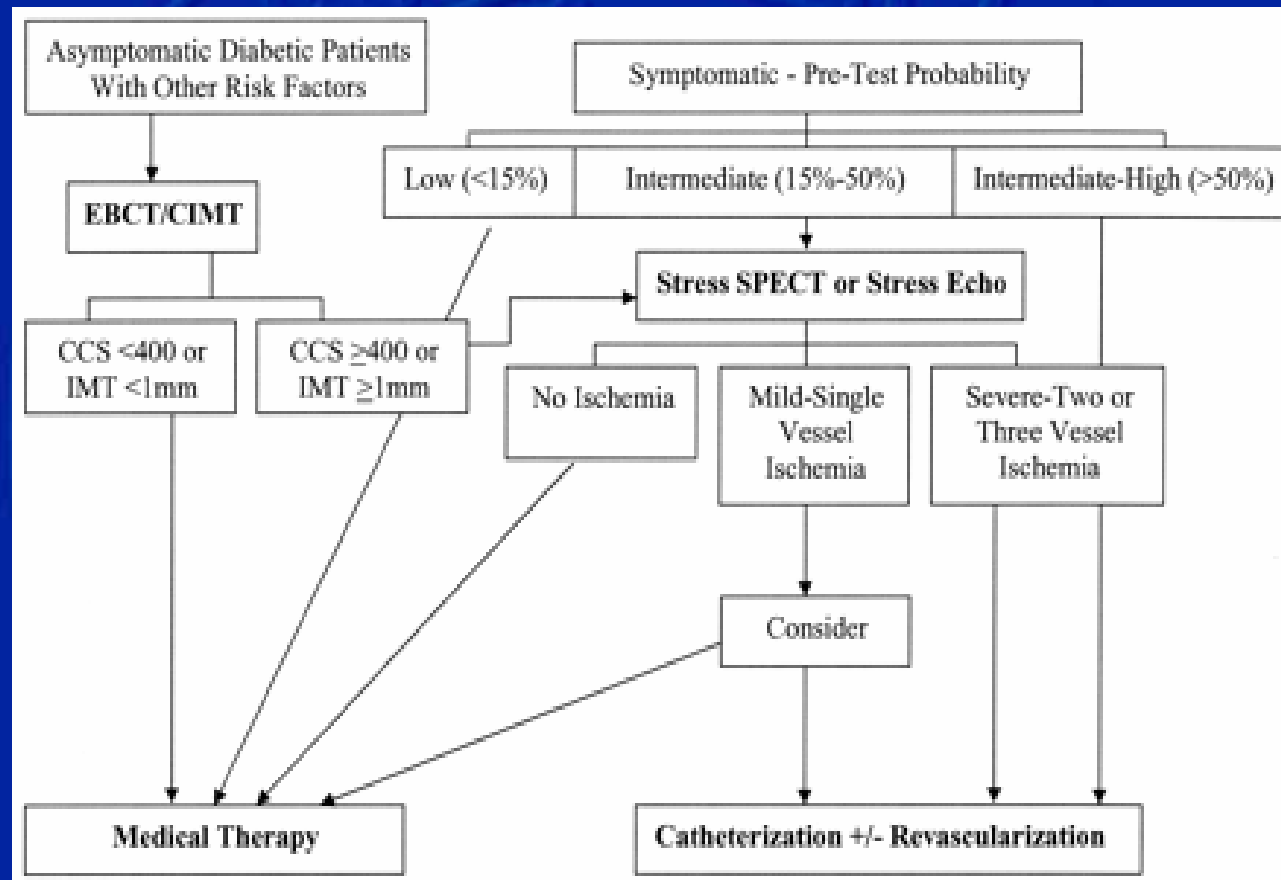 Asymptomatic Diabetic Patients
With Other Risk Factors
Symptomatic - Pre-Test Probability
Low (<15%)
Intermediate (15%-50%)
Intermediate-High (>50%)
EBCT/CIMT
Stress SPECT or Stress Echo
CCS <400 or
IMT <1mm
CCS ≥400 or
IMT ≥1mm
No Ischemia
Mild-Single
Vessel
Ischemia
Severe-Two or
Three Vessel
Ischemia
Consider
Medical Therapy
Catheterization +/- Revascularization